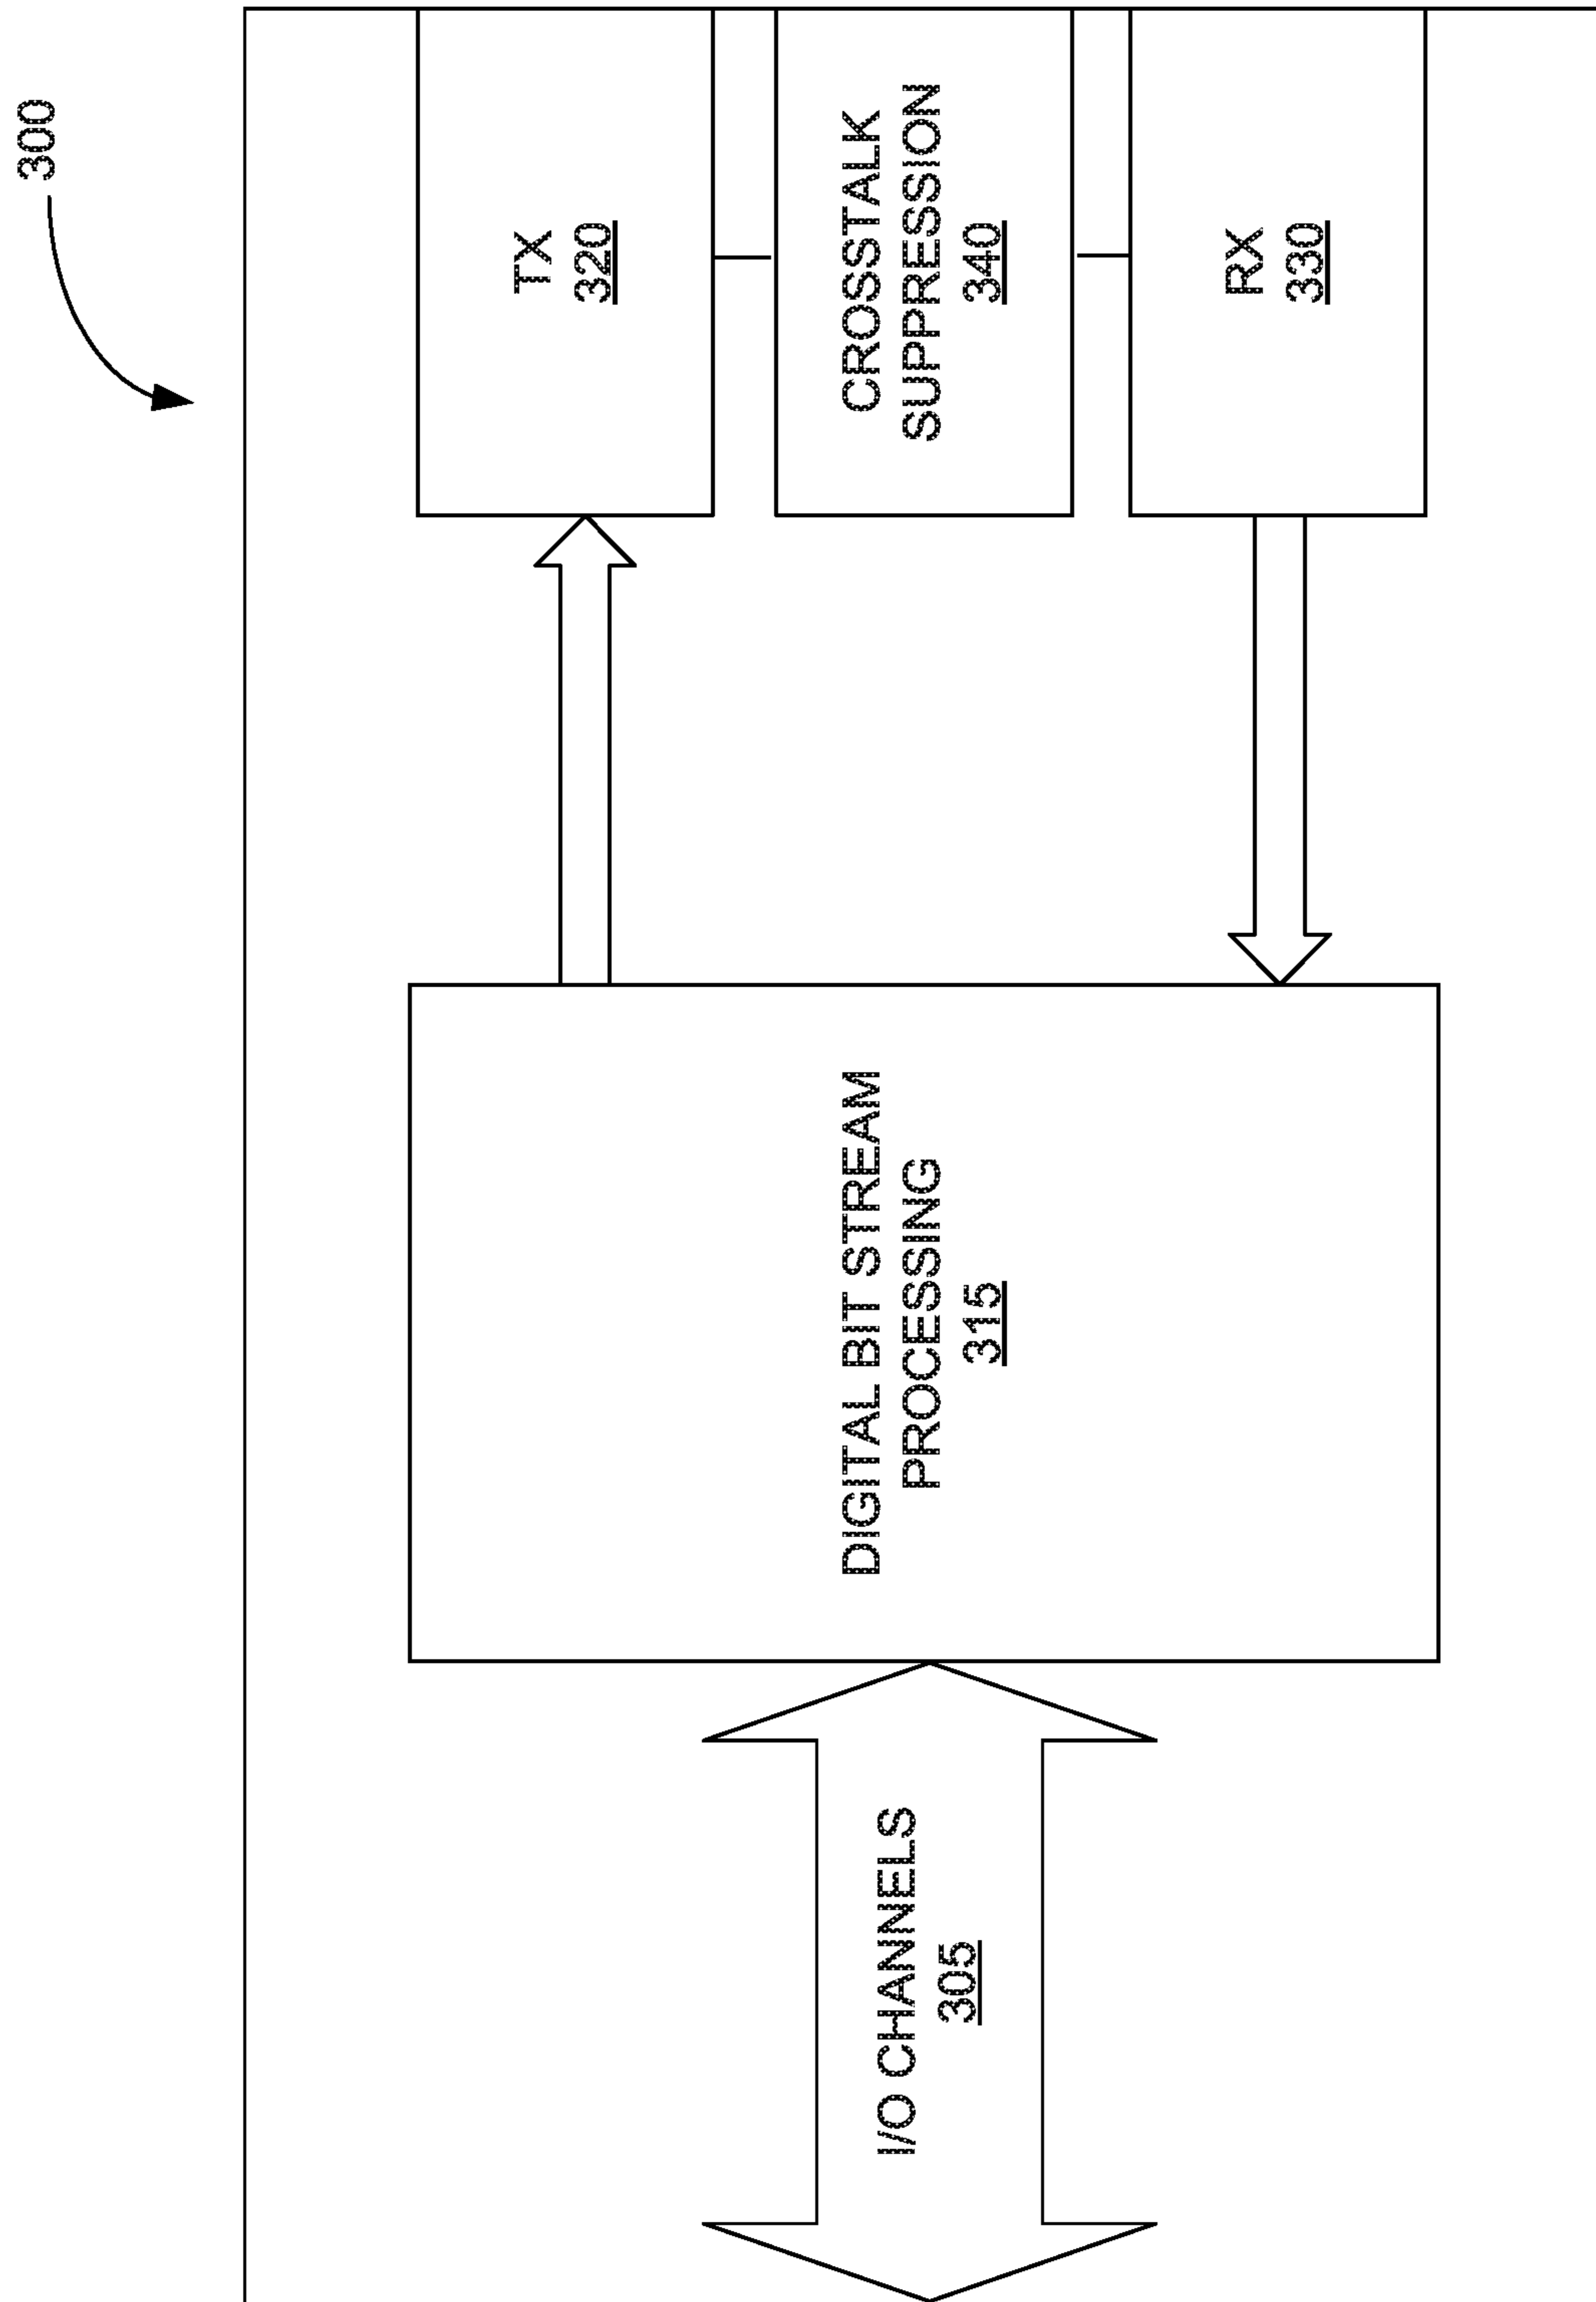 300
I/O CHANNELS
305
DIGITAL BIT STREAM
PROCESSING
315
TX
320
CROSSTALK
SUPPRESSION
340
RX
330